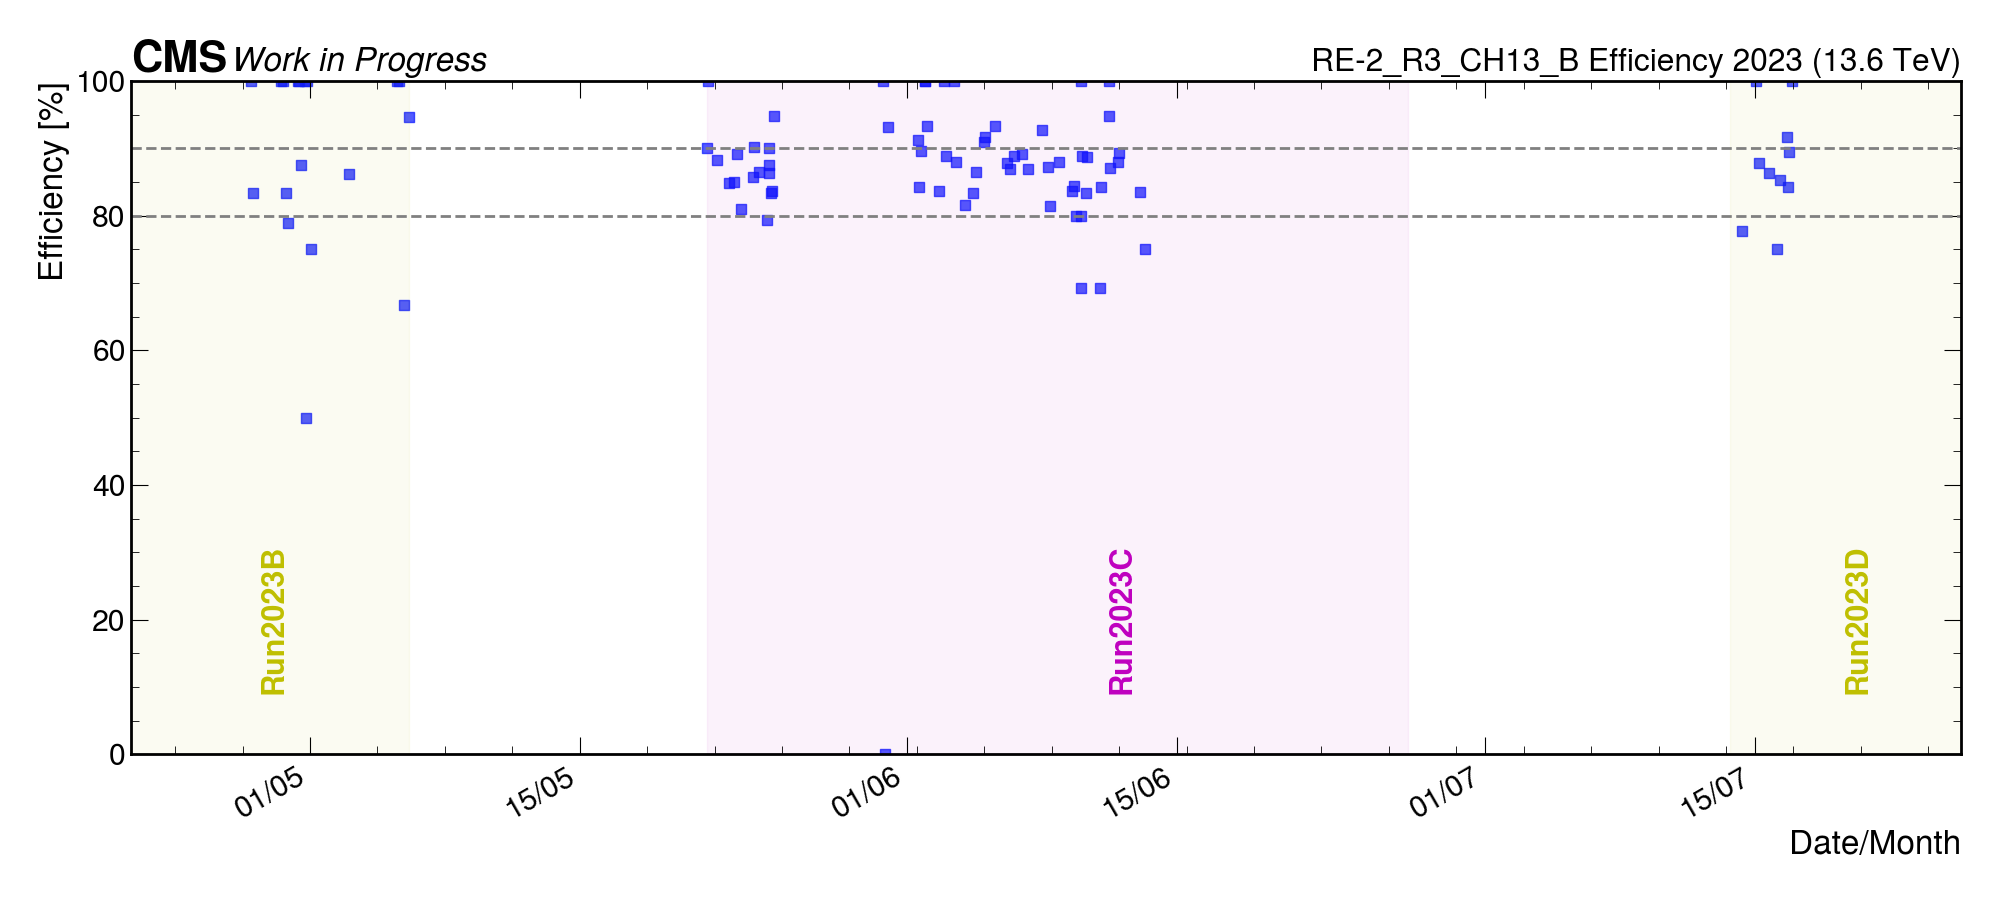 CMS Work in Progress
RE-2_R3_CH13_B Efficiency 2023 (13.6 TeV)
Efficiency [%]
100
80
60
40
20
0
Run2023B
Run2023C
Run2023D
01/05
15/05
01/06
15/06
01/07
15/07
Date/Month